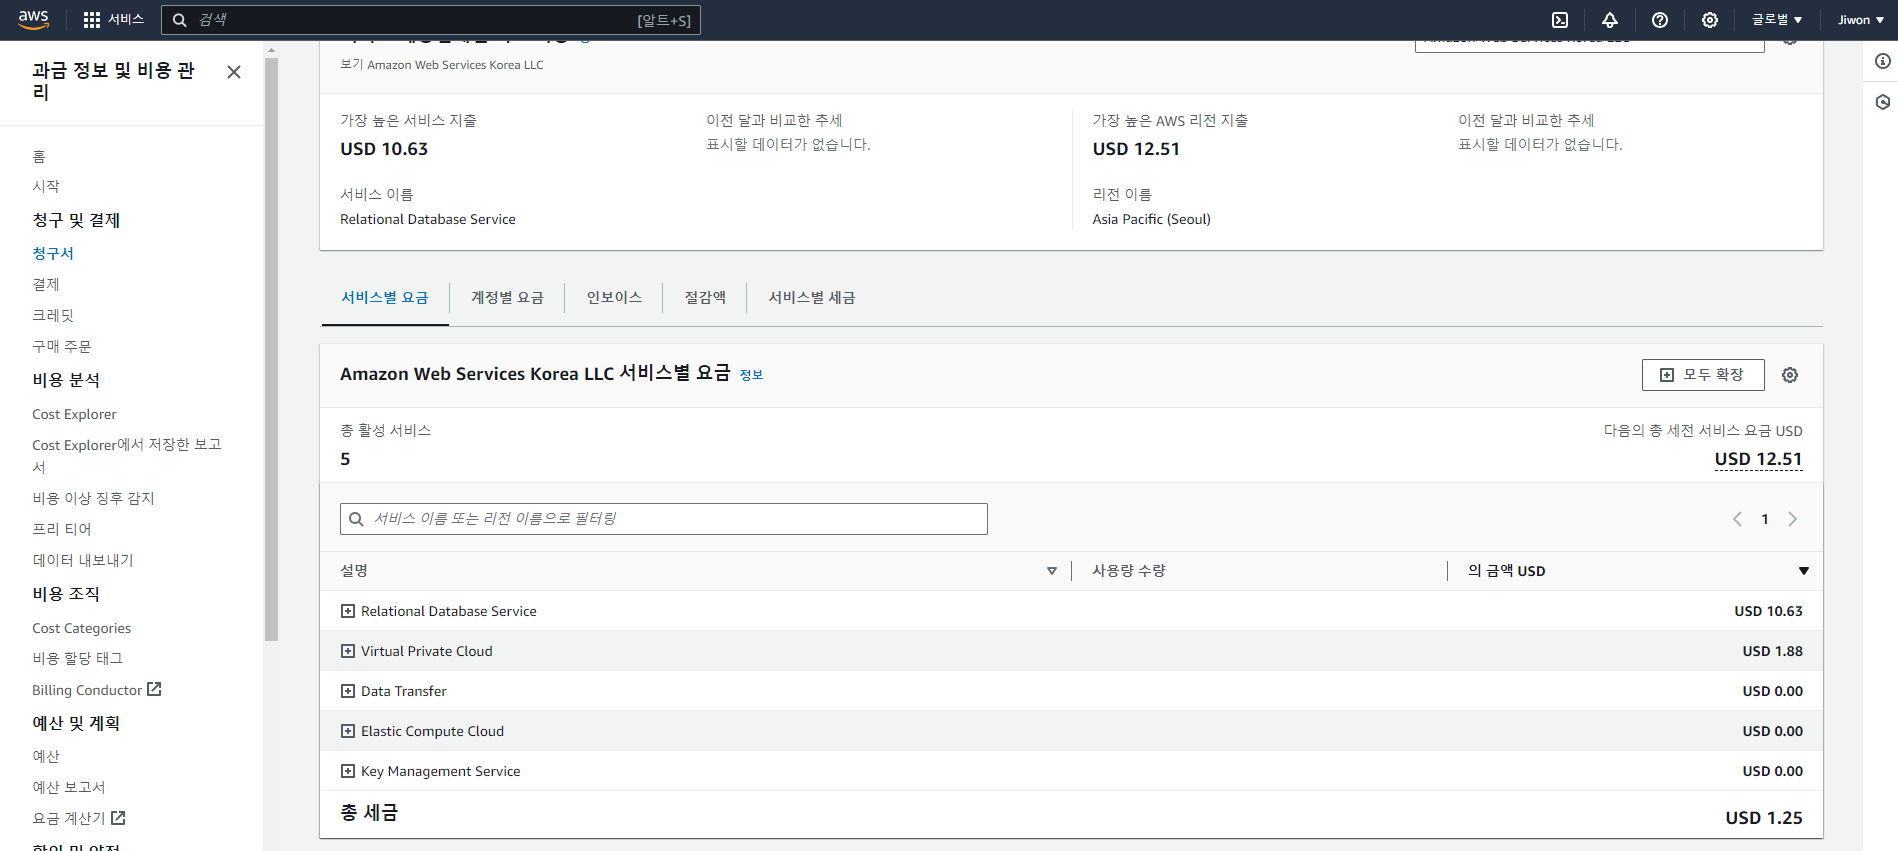 aws
서비스
검색
[알트+S]
글로벌
Jiwon
과금 정보 및 비용 관
리
홈
시작
청구 및 결제
청구서
결제
크레딧
구매 주문
비용 분석
Cost Explorer
Cost Explorer에서 저장한 보고
서
비용 이상 징후 감지
프리 티어
데이터 내보내기
비용 조직
Cost Categories
비용 할당 태그
Billing Conductor
예산 및 계획
예산
예산 보고서
요금 계산기
보기 Amazon Web Services Korea LLC
가장 높은 서비스 지출
USD 10.63
이전 달과 비교한 추세
표시할 데이터가 없습니다.
서비스 이름
Relational Database Service
가장 높은 AWS 리전 지출
USD 12.51
이전 달과 비교한 추세
표시할 데이터가 없습니다.
리전 이름
Asia Pacific (Seoul)
서비스별 요금
계정별 요금
인보이스
절감액
서비스별 세금
Amazon Web Services Korea LLC 서비스별 요금 정보
모두 확장
총 활성 서비스
5
다음의 총 세전 서비스 요금 USD
USD 12.51
서비스 이름 또는 리전 이름으로 필터링
1
설명
사용량 수량
의 금액 USD
Relational Database Service USD 10.63
Virtual Private Cloud USD 1.88
Data Transfer USD 0.00
Elastic Compute Cloud USD 0.00
Key Management Service USD 0.00
총 세금 USD 1.25